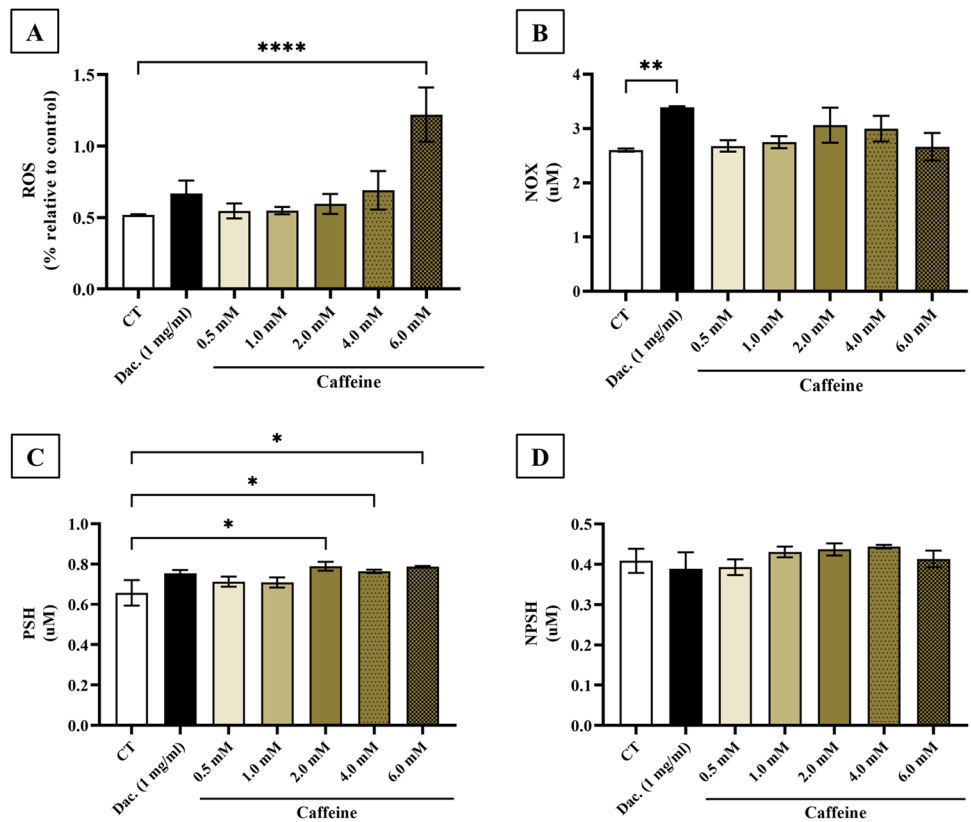 A
****
ROS
(% relative to control)
1.5
1.0
0.5
0.0
CT
Dac. (1 mg/ml)
0.5 mM
1.0 mM
2.0 mM
4.0 mM
6.0 mM
Caffeine
B
**
NOX
(uM)
4
3
2
1
0
CT
Dac. (1 mg/ml)
0.5 mM
1.0 mM
2.0 mM
4.0 mM
6.0 mM
Caffeine
C
*
*
*
PSH
(uM)
1.0
0.8
0.6
0.4
0.2
0.0
CT
Dac. (1 mg/ml)
0.5 mM
1.0 mM
2.0 mM
4.0 mM
6.0 mM
Caffeine
D
NPSH
(uM)
0.5
0.4
0.3
0.2
0.1
0.0
CT
Dac. (1 mg/ml)
0.5 mM
1.0 mM
2.0 mM
4.0 mM
6.0 mM
Caffeine